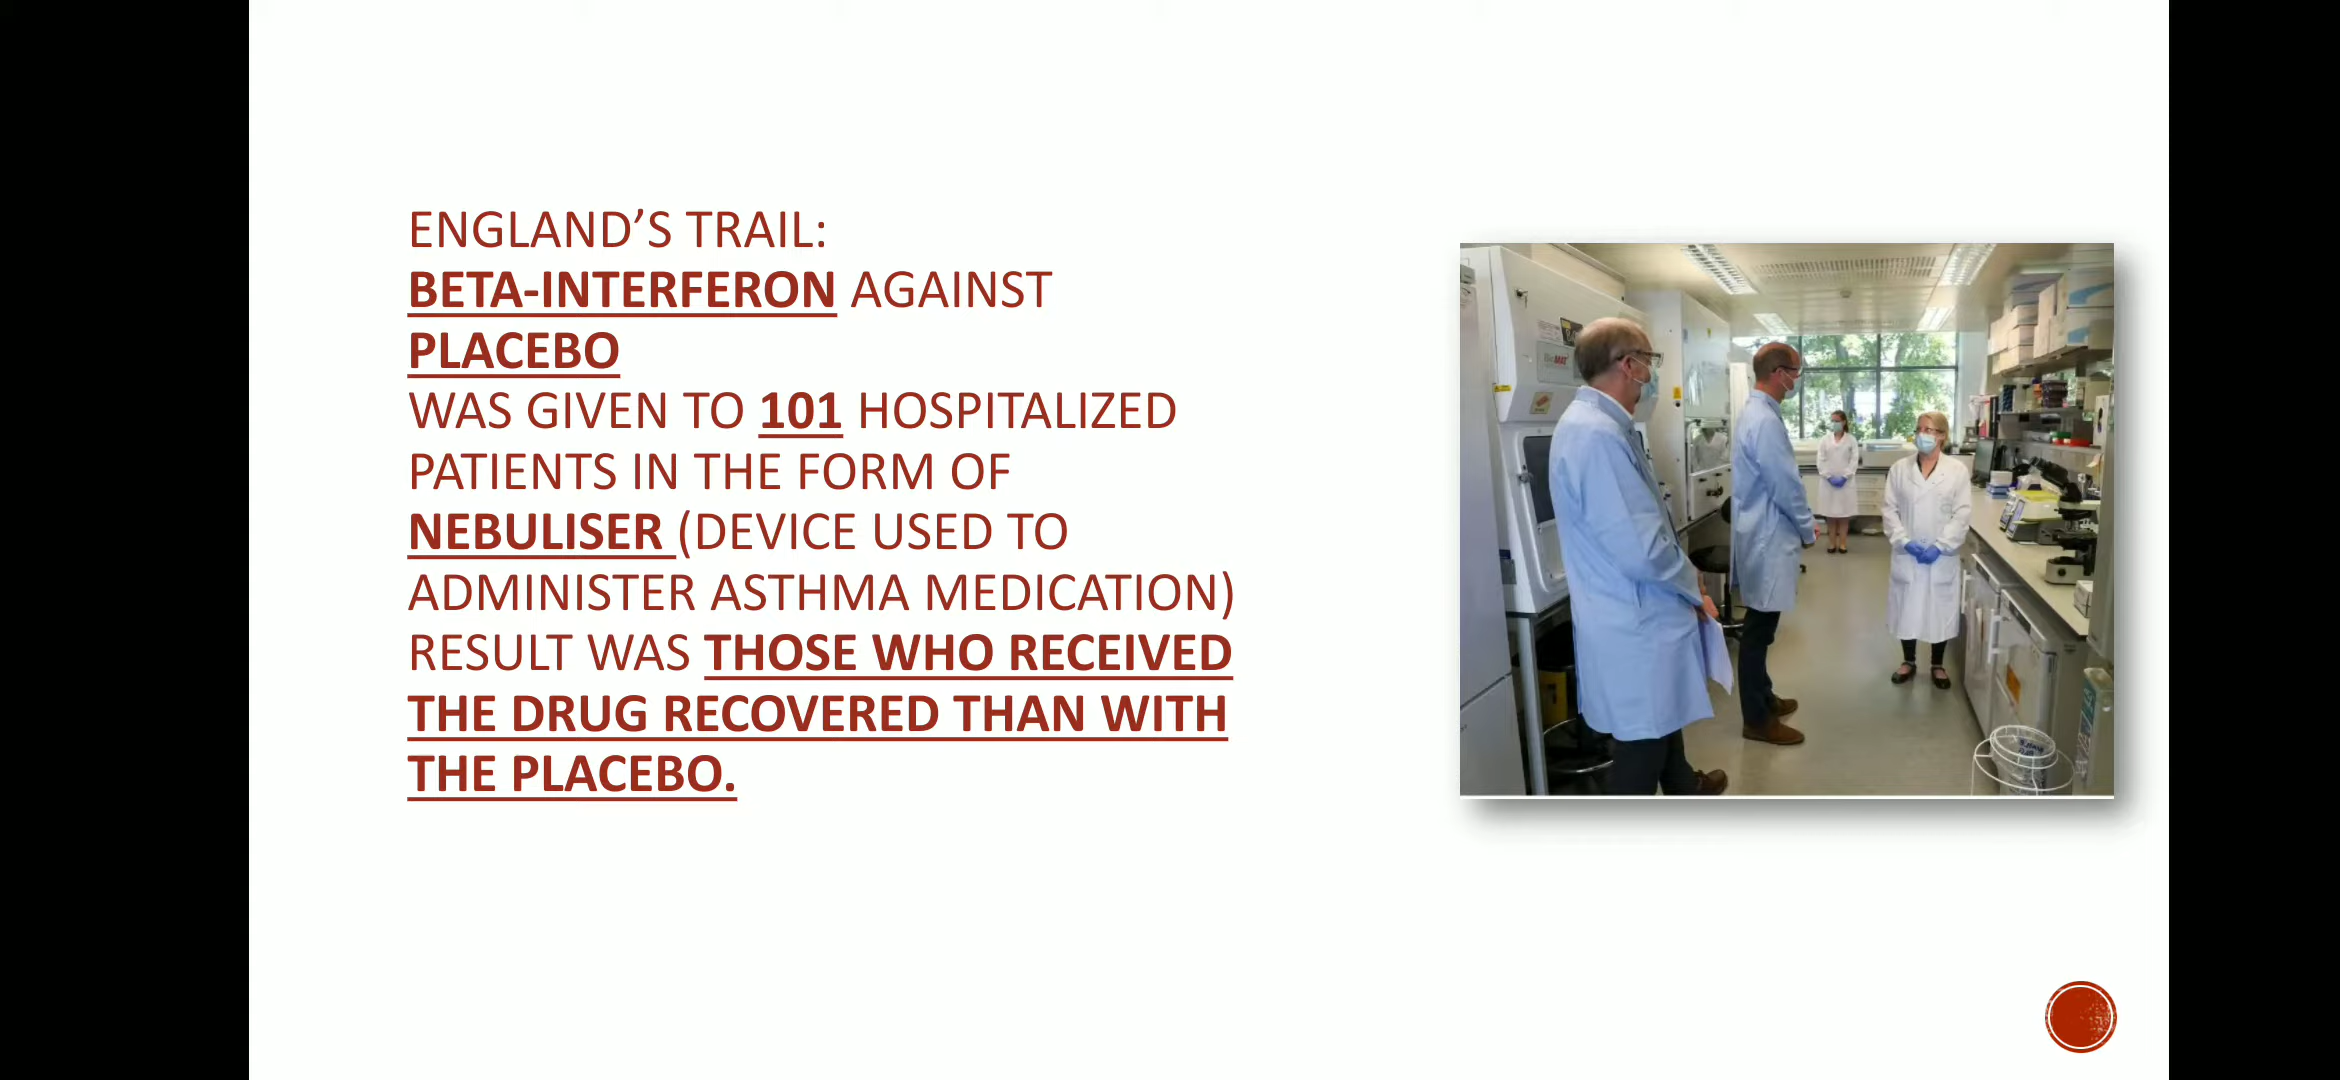 ENGLAND’S TRAIL:
BETA-INTERFERON AGAINST
PLACEBO
WAS GIVEN TO 101 HOSPITALIZED
PATIENTS IN THE FORM OF
NEBULISER (DEVICE USED TO
ADMINISTER ASTHMA MEDICATION)
RESULT WAS THOSE WHO RECEIVED
THE DRUG RECOVERED THAN WITH
THE PLACEBO.